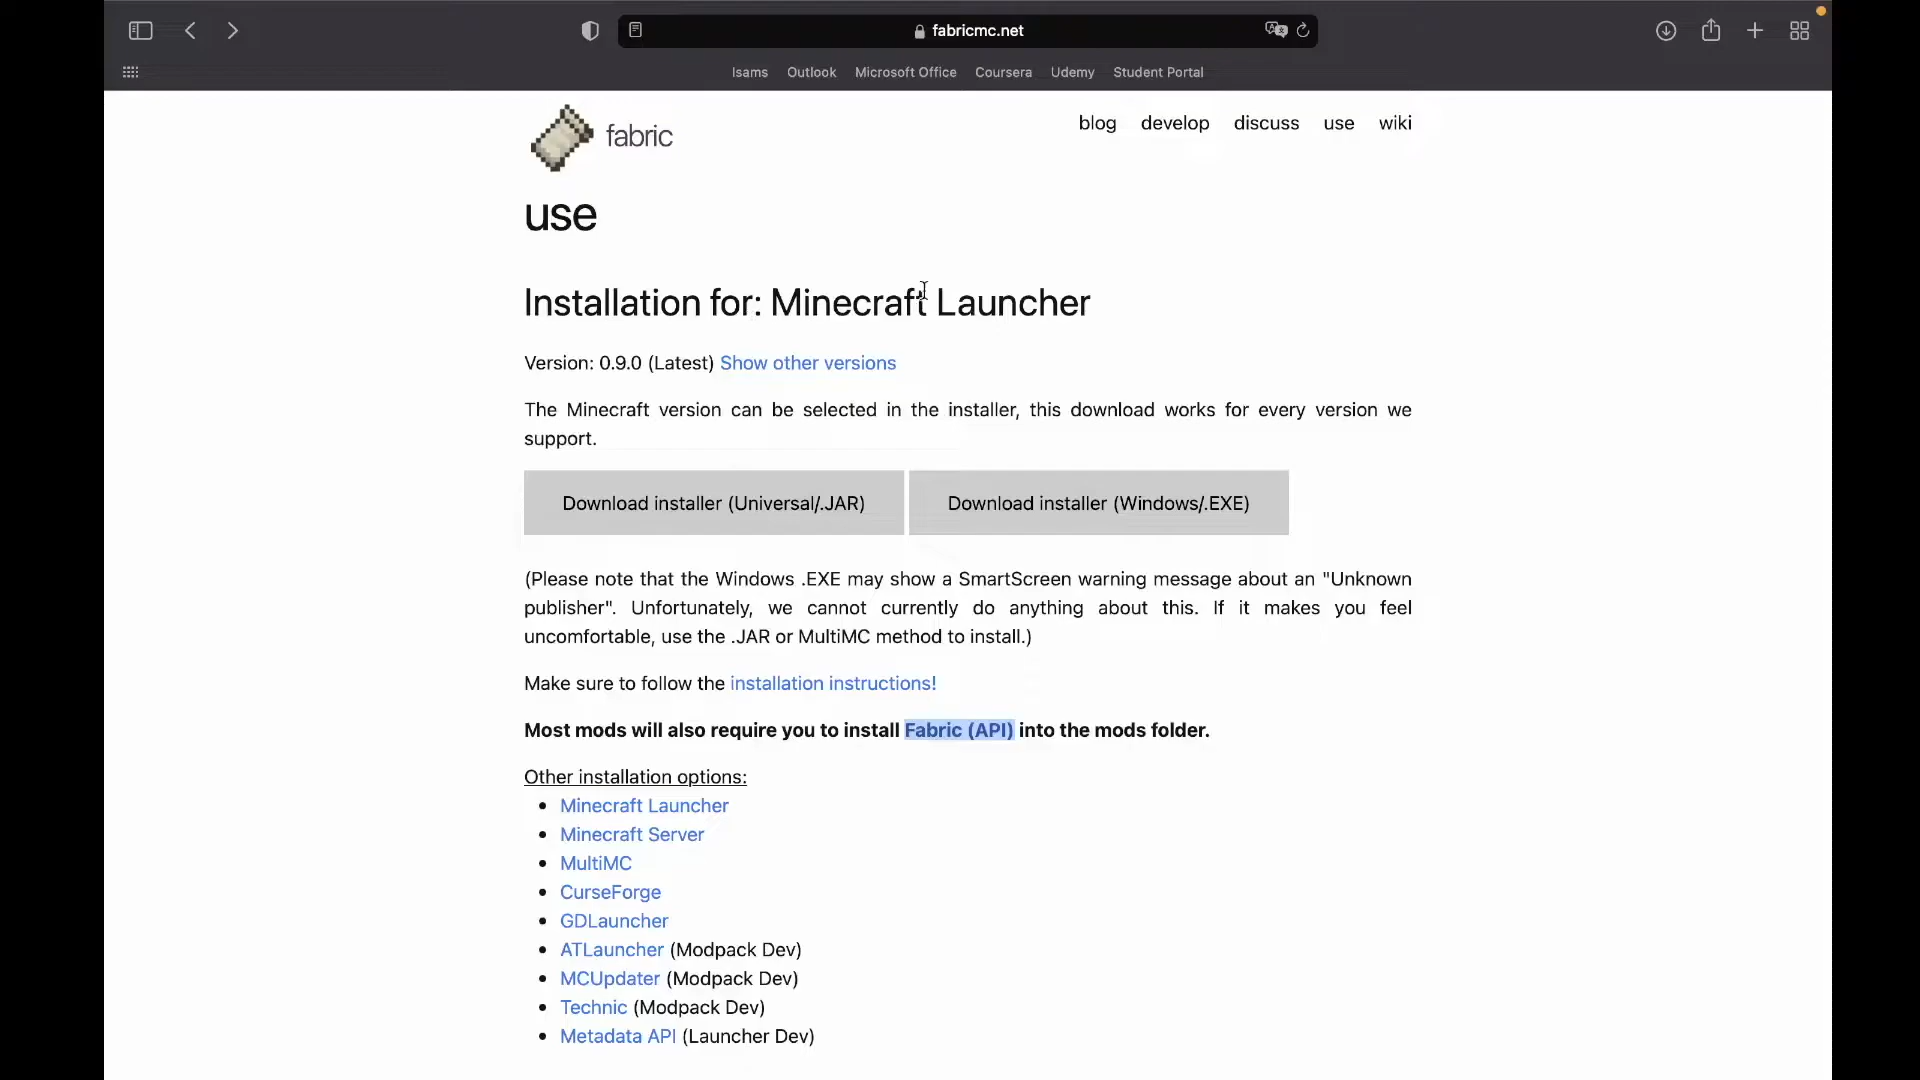 fabricmc.net
Isams Outlook Microsoft Office Coursera Udemy Student Portal
fabric
blog develop discuss use wiki
use
Installation for: Minecraft Launcher
Version: 0.9.0 (Latest) Show other versions
The Minecraft version can be selected in the installer, this download works for every version we
support.
Download installer (Universal/.JAR) Download installer (Windows/.EXE)
(Please note that the Windows .EXE may show a SmartScreen warning message about an "Unknown
publisher". Unfortunately, we cannot currently do anything about this. If it makes you feel
uncomfortable, use the .JAR or MultiMC method to install.)
Make sure to follow the installation instructions!
Most mods will also require you to install Fabric (API) into the mods folder.
Other installation options:
• Minecraft Launcher
• Minecraft Server
• MultiMC
• CurseForge
• GDLauncher
• ATLauncher (Modpack Dev)
• MCUpdater (Modpack Dev)
• Technic (Modpack Dev)
• Metadata API (Launcher Dev)